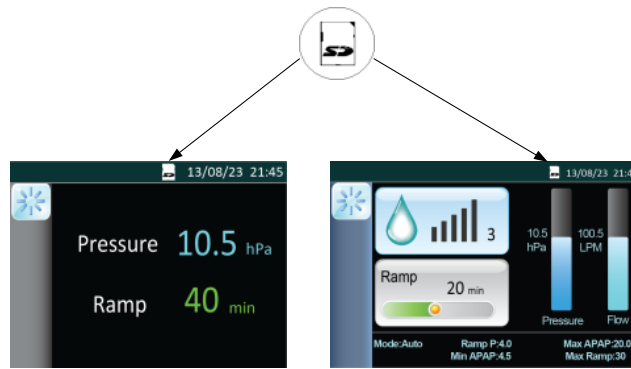 SD
13/08/23 21:45
Pressure 10.5 hPa
Ramp 40 min
13/08/23 21:4
3
Ramp
20 min
10.5
hPa
100.5
LPM
Pressure Flow
Mode:Auto Ramp P:4.0 Max APAP:20.0
Min APAP:4.5 Max Ramp:30